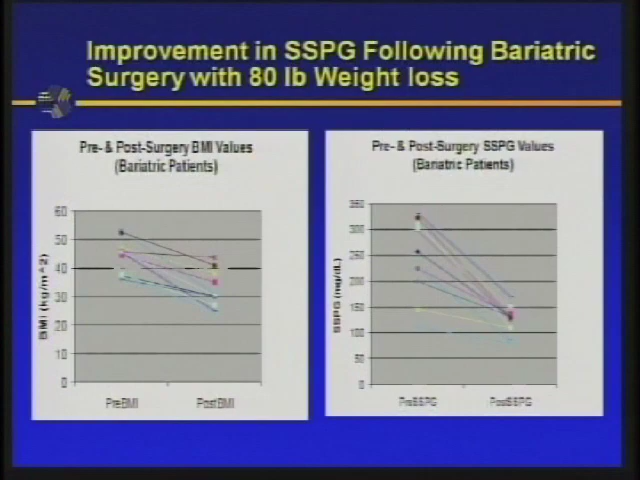 Improvement in SSPG Following Bariatric
Surgery with 80 lb Weight loss
Pre- & Post-Surgery BMI Values
(Bariatric Patients)
60
50
40
30
20
10
0
BMI (kg/m^2)
PreBMI
PostBMI
Pre- & Post-Surgery SSPG Values
(Bariatric Patients)
350
300
250
200
150
100
50
0
SSPG (mg/dL)
PreSSPG
PostSSPG